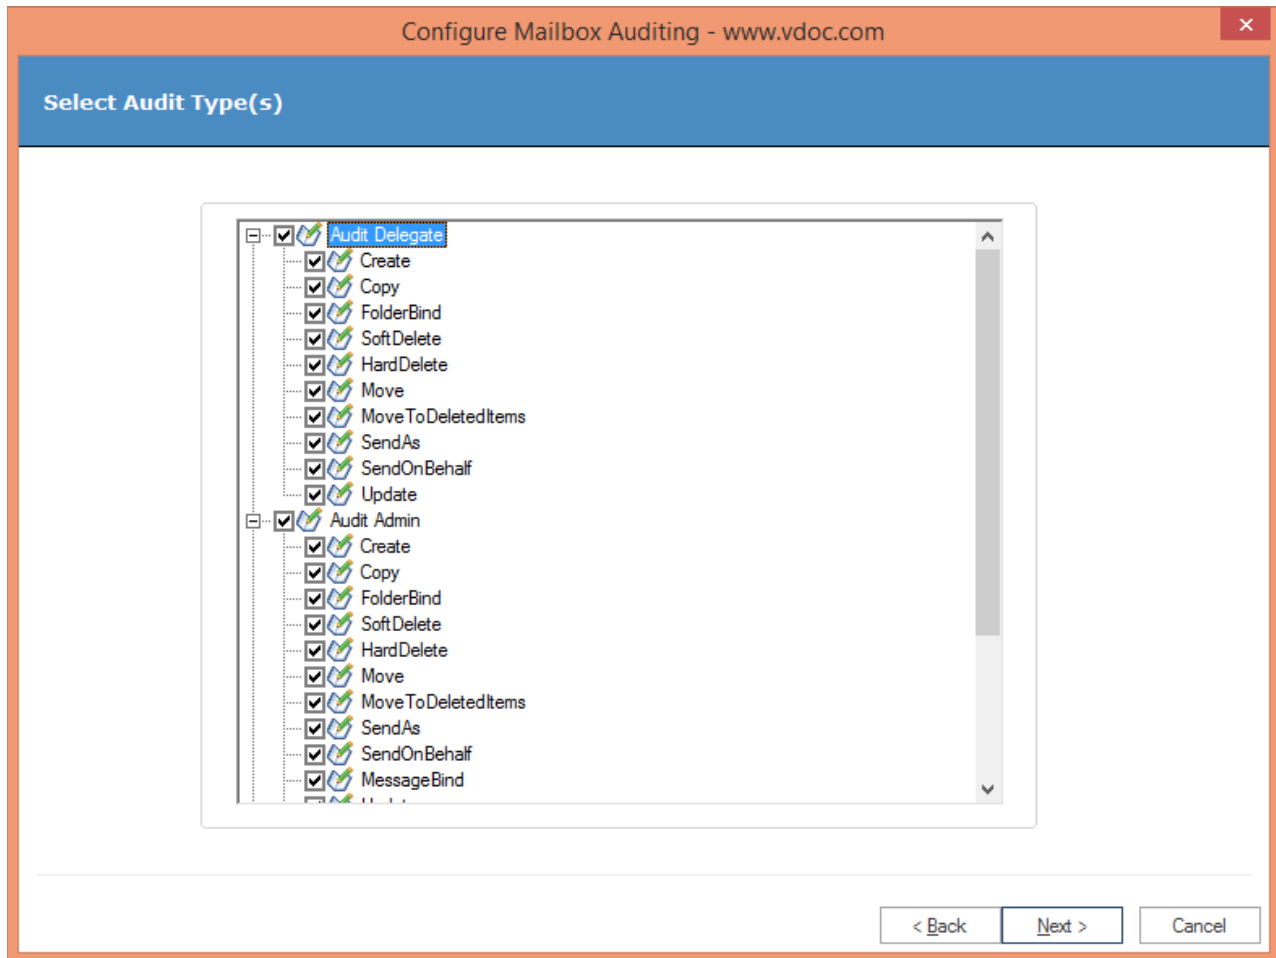 Configure Mailbox Auditing - www.vdoc.com
Select Audit Type(s)
Audit Delegate
Create
Copy
FolderBind
SoftDelete
HardDelete
Move
MoveToDeletedItems
SendAs
SendOnBehalf
Update
Audit Admin
Create
Copy
FolderBind
SoftDelete
HardDelete
Move
MoveToDeletedItems
SendAs
SendOnBehalf
MessageBind
< Back
Next >
Cancel